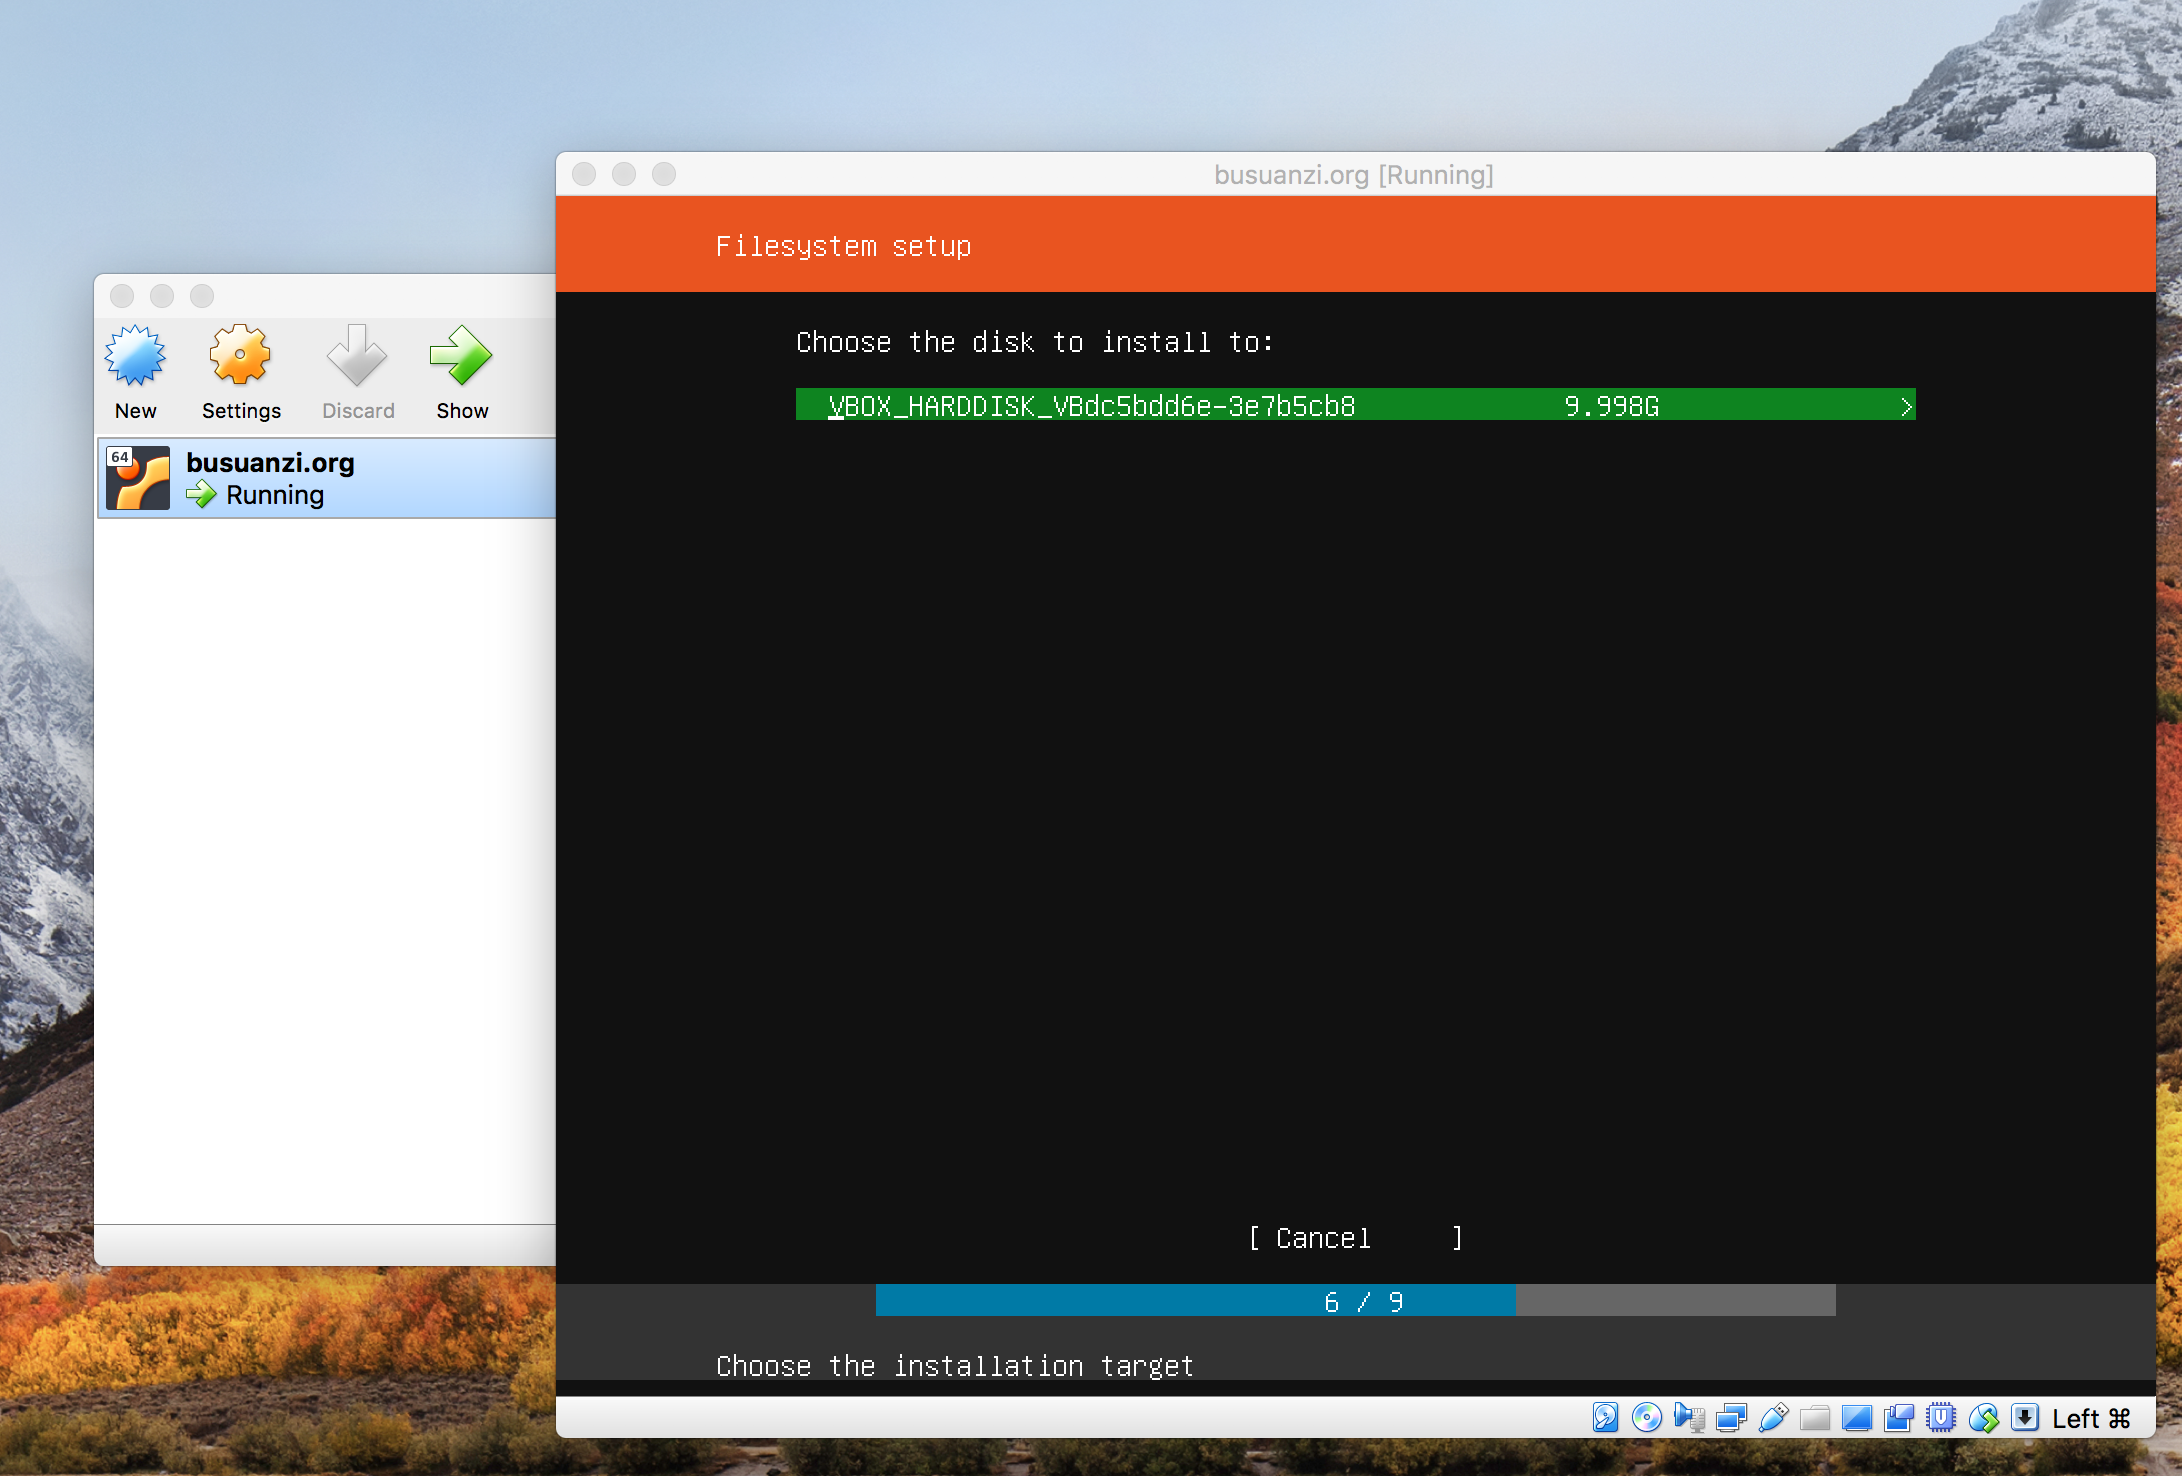 busuanzi.org [Running]
Filesystem setup
Choose the disk to install to:
VBOX_HARDDISK_VBdc5bdd6e-3e7b5cb8 9.998G >
[ Cancel ]
6 / 9
Choose the installation target
Left ⌘
New Settings Discard Show
64
busuanzi.org
Running